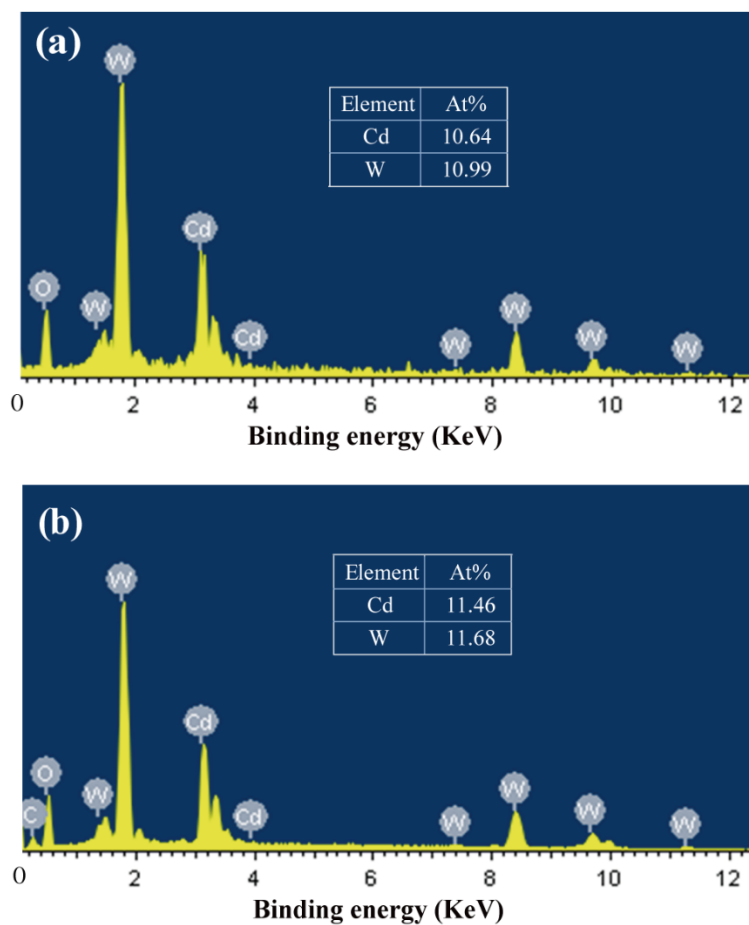 (a)
W
Element At%
Cd 10.64
W 10.99
Cd
O
W
Cd
W
W
W
W
0 2 4 6 8 10 12
Binding energy (KeV)
(b)
W
Element At%
Cd 11.46
W 11.68
Cd
O
C
W
Cd
W
W
W
W
0 2 4 6 8 10 12
Binding energy (KeV)